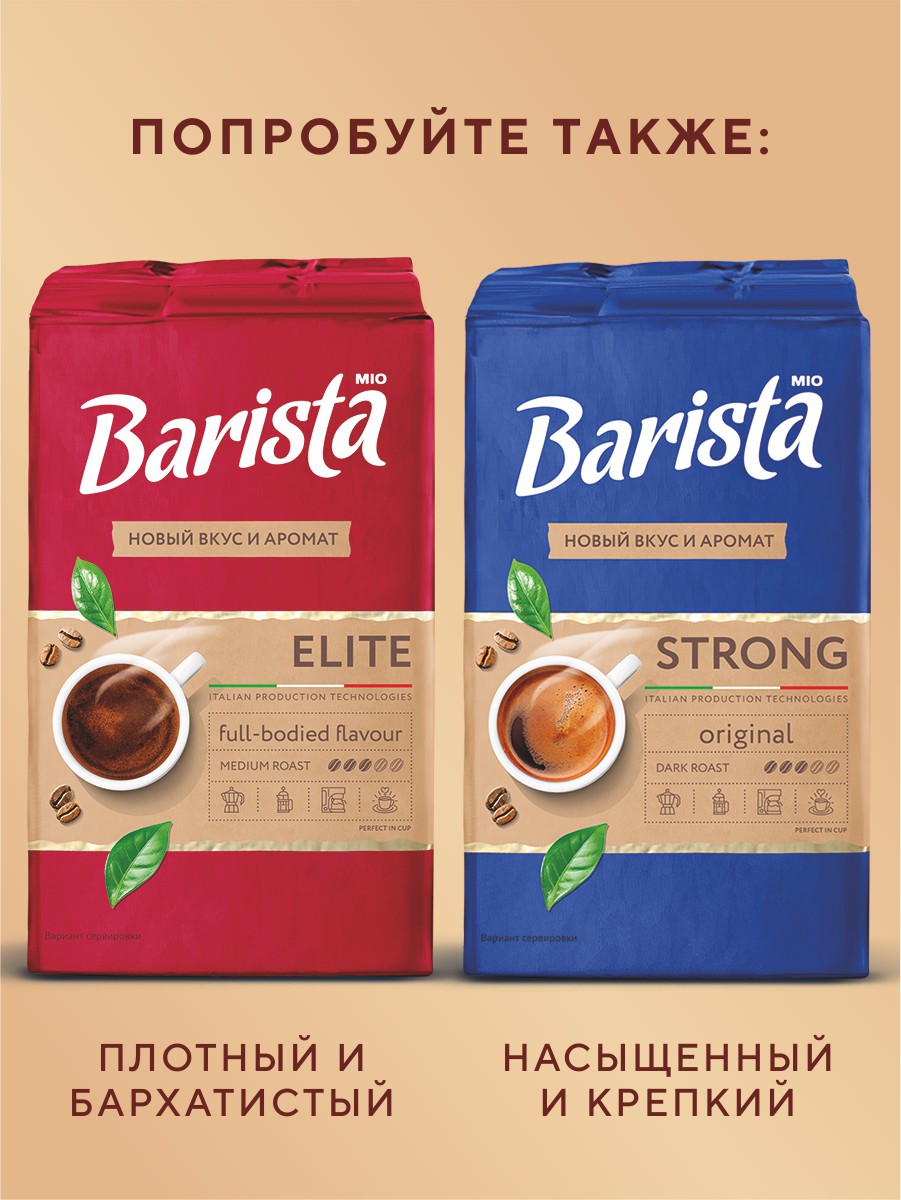 ПОПРОБУЙТЕ ТАКЖЕ:
MIO
Barista
НОВЫЙ ВКУС И АРОМАТ
ELITE
ITALIAN PRODUCTION TECHNOLOGIES
full-bodied flavour
MEDIUM ROAST
PERFECT IN CUP
Вариант сервировки
MIO
Barista
НОВЫЙ ВКУС И АРОМАТ
STRONG
ITALIAN PRODUCTION TECHNOLOGIES
original
DARK ROAST
PERFECT IN CUP
Вариант сервировки
ПЛОТНЫЙ И
БАРХАТИСТЫЙ
НАСЫЩЕННЫЙ
И КРЕПКИЙ